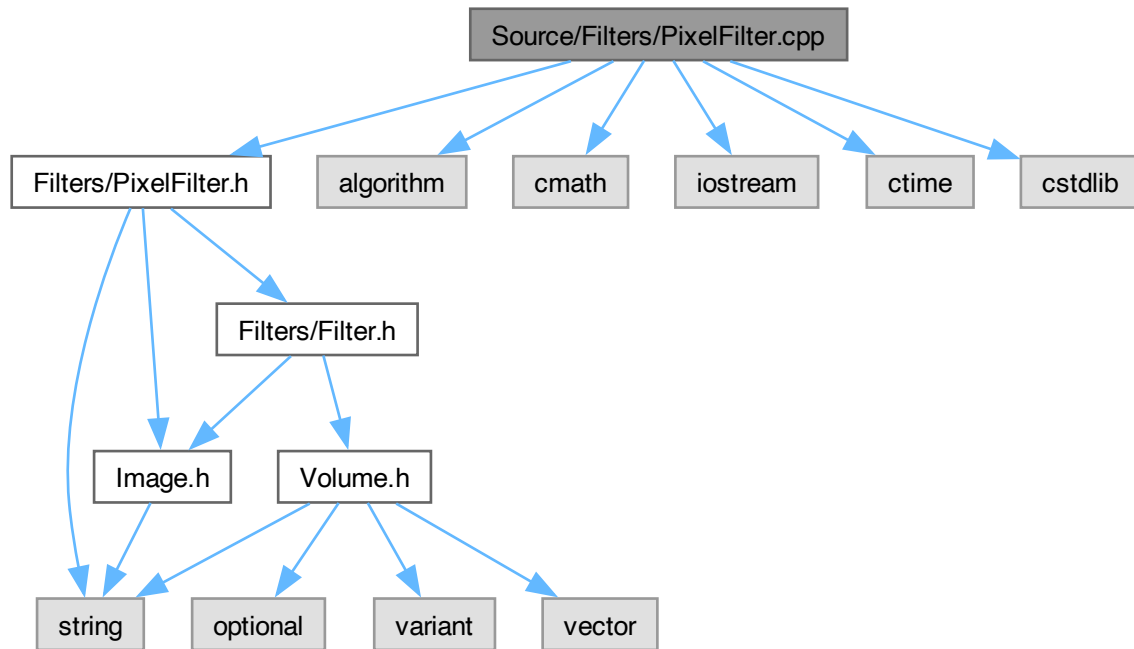 Source/Filters/PixelFilter.cpp
Filters/PixelFilter.h
algorithm
cmath
iostream
ctime
cstdlib
Filters/Filter.h
Image.h
Volume.h
string
optional
variant
vector